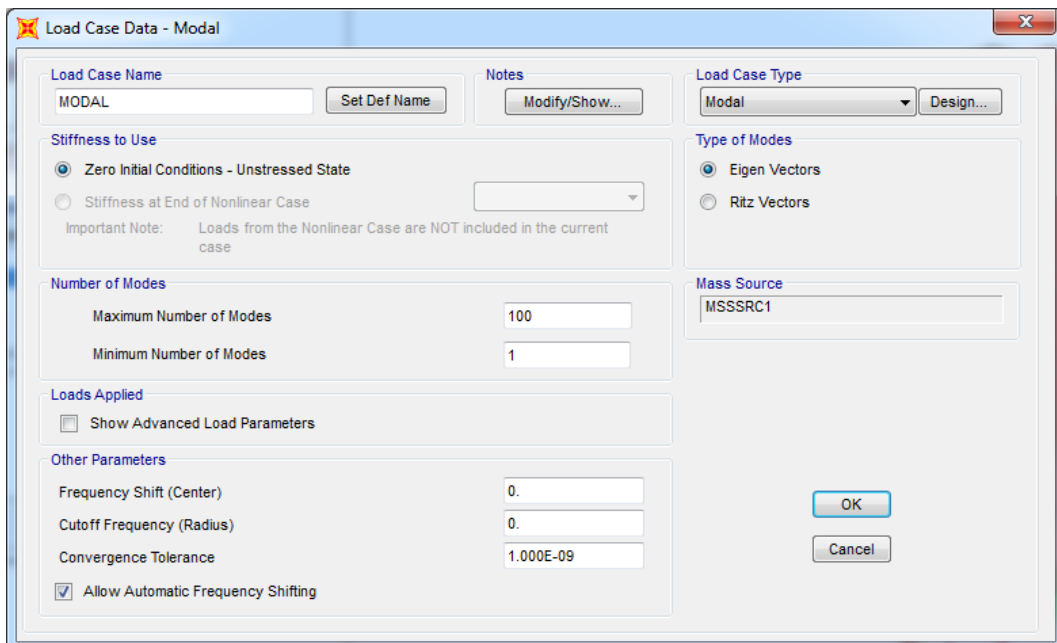 Load Case Data - Modal
Load Case Name
Notes
Load Case Type
MODAL
Set Def Name
Modify/Show...
Modal
Design...
Stiffness to Use
Type of Modes
Zero Initial Conditions - Unstressed State
Eigen Vectors
Stiffness at End of Nonlinear Case
Ritz Vectors
Important Note: Loads from the Nonlinear Case are NOT included in the current
case
Number of Modes
Mass Source
Maximum Number of Modes
100
MSSSRC1
Minimum Number of Modes
1
Loads Applied
Show Advanced Load Parameters
Other Parameters
Frequency Shift (Center)
0.
Cutoff Frequency (Radius)
0.
Convergence Tolerance
1.000E-09
Allow Automatic Frequency Shifting
OK
Cancel